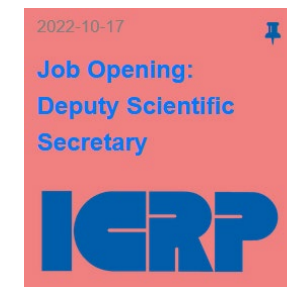 2022-10-17
Job Opening:
Deputy Scientific
Secretary
ICRP